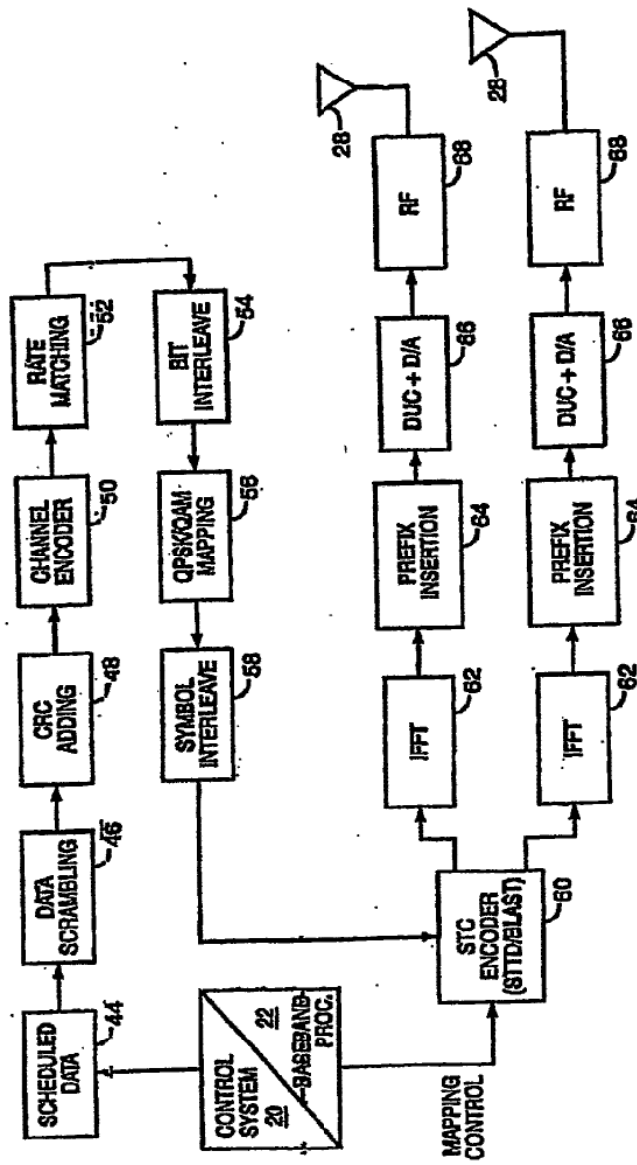 SCHEDULED
DATA
44
DATA
SCRAMBLING
46
CRC
ADDING
48
CHANNEL
ENCODER
50
RATE
MATCHING
52
BIT
INTERLEAVE
54
QPSK/QAM
MAPPING
56
SYMBOL
INTERLEAVE
58
CONTROL
SYSTEM
20
22
BASEBAND
PROC.
MAPPING
CONTROL
STC
ENCODER
(STTD/BLAST)
60
IFFT
62
PREFIX
INSERTION
64
DUC + D/A
66
RF
68
28
IFFT
62
PREFIX
INSERTION
64
DUC + D/A
66
RF
68
28